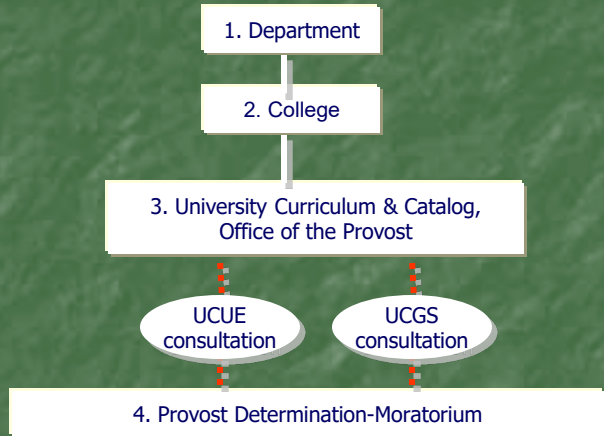 1. Department
2. College
3. University Curriculum & Catalog,
Office of the Provost
UCUE
consultation
UCGS
consultation
4. Provost Determination-Moratorium